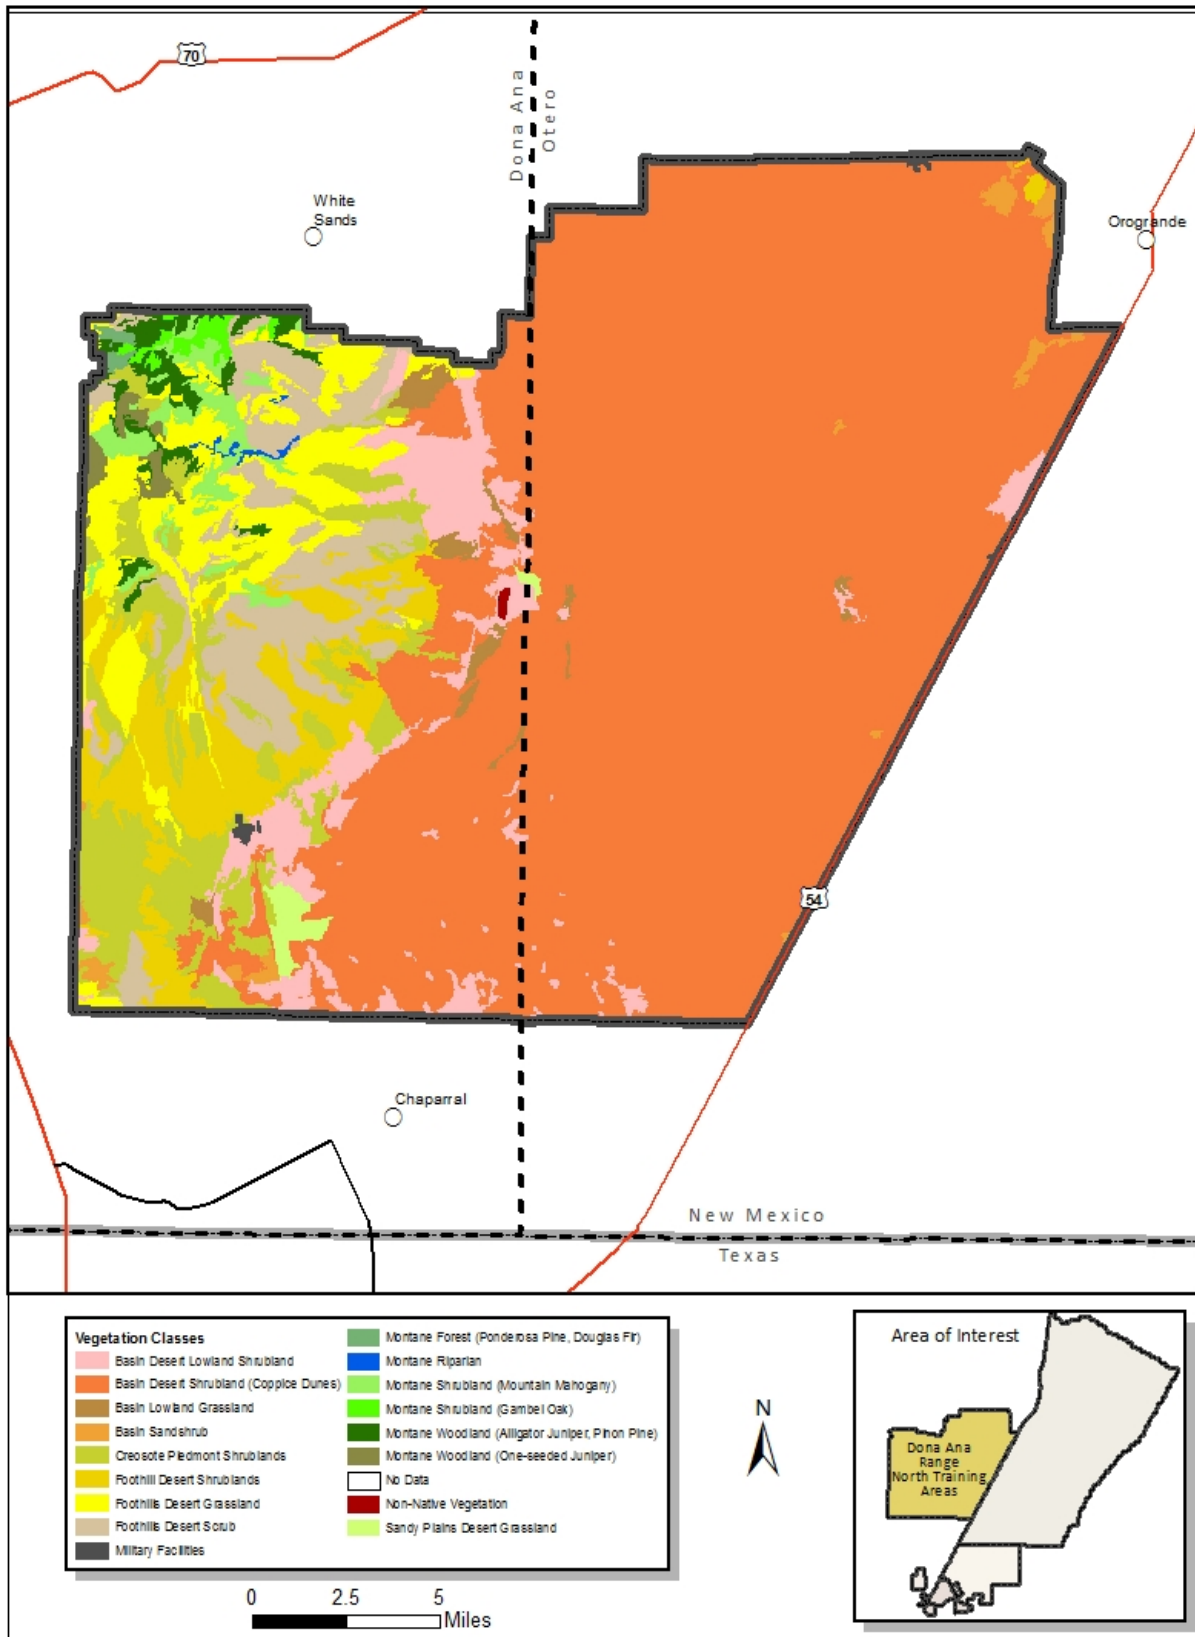 70
Dona Ana
Otero
White
Sands
Orogrande
54
Chaparral
New Mexico
Texas
Vegetation Classes
Basin Desert Lowland Shrubland
Basin Desert Shrubland (Coppice Dunes)
Basin Lowland Grassland
Basin Sandshrub
Creosote Piedmont Shrublands
Foothill Desert Shrublands
Foothills Desert Grassland
Foothills Desert Scrub
Military Facilities
Montane Forest (Ponderosa Pine, Douglas Fir)
Montane Riparian
Montane Shrubland (Mountain Mahogany)
Montane Shrubland (Gambel Oak)
Montane Woodland (Alligator Juniper, Pinon Pine)
Montane Woodland (One-seeded Juniper)
No Data
Non-Native Vegetation
Sandy Plains Desert Grassland
N
Area of Interest
Dona Ana
Range
North Training
Areas
0 2.5 5
Miles